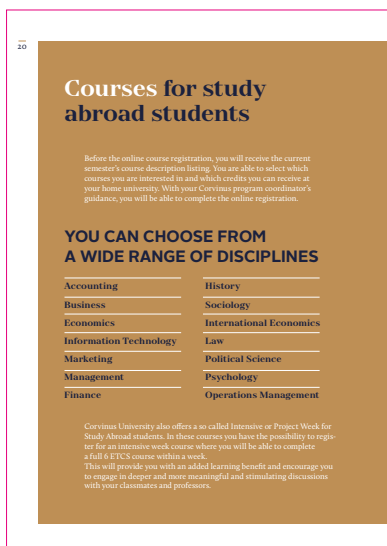 20
Courses for study
abroad students
Before the online course registration, you will receive the current
semester's course description listing. You are able to select which
courses you are interested in and which credits you can receive at
your home university. With your Corvinus program coordinator's
guidance, you will be able to complete the online registration.
YOU CAN CHOOSE FROM
A WIDE RANGE OF DISCIPLINES
Accounting
Business
Economics
Information Technology
Marketing
Management
Finance
History
Sociology
International Economics
Law
Political Science
Psychology
Operations Management
Corvinus University also offers a so called Intensive or Project Week for
Study Abroad students. In these courses you have the possibility to regis-
ter for an intensive week course where you will be able to complete
a full 6 ETCS course within a week.
This will provide you with an added learning benefit and encourage you
to engage in deeper and more meaningful and stimulating discussions
with your classmates and professors.